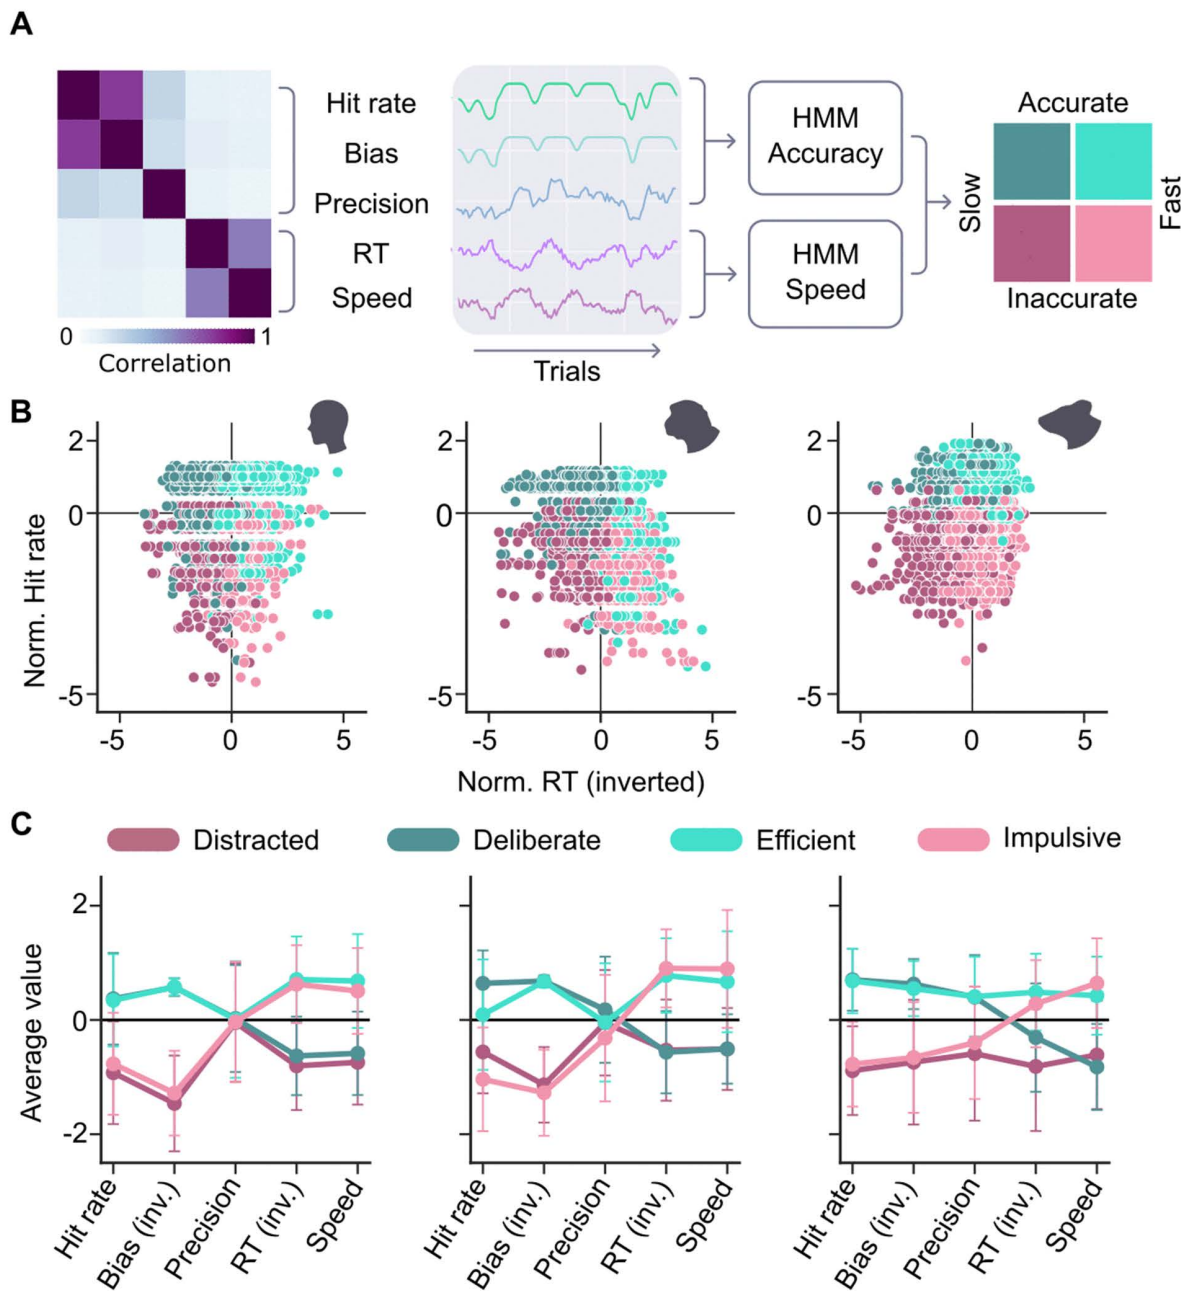 A
Hit rate
Bias
Precision
RT
Speed
0 1
Correlation
Trials
HMM
Accuracy
HMM
Speed
Accurate
Slow
Fast
Inaccurate
B
Norm. Hit rate
2
0
-5
-5 0 5
2
0
-5
-5 0 5
2
0
-5
-5 0 5
Norm. RT (inverted)
C
Distracted Deliberate Efficient Impulsive
Average value
2
0
-2
Hit rate
Bias (inv.)
Precision
RT (inv.)
Speed
Hit rate
Bias (inv.)
Precision
RT (inv.)
Speed
Hit rate
Bias (inv.)
Precision
RT (inv.)
Speed